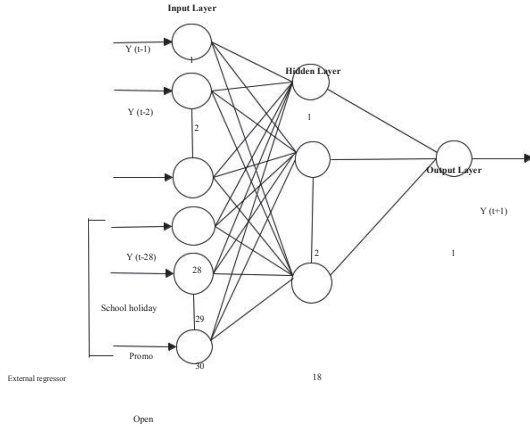 Input Layer
Y (t-1)
1
Hidden Layer
Y (t-2)
1
2
Output Layer
Y (t+1)
Y (t-28)
2
1
28
School holiday
29
Promo
30
External regressor
18
Open